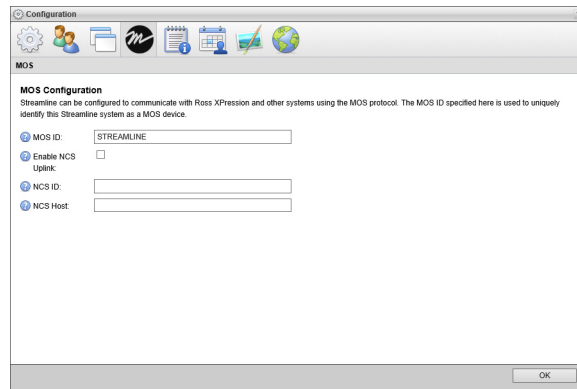 Configuration
MOS
MOS Configuration
Streamline can be configured to communicate with Ross XPression and other systems using the MOS protocol. The MOS ID specified here is used to uniquely
identify this Streamline system as a MOS device.
MOS ID:
STREAMLINE
Enable NCS
Uplink:
NCS ID:
NCS Host:
OK